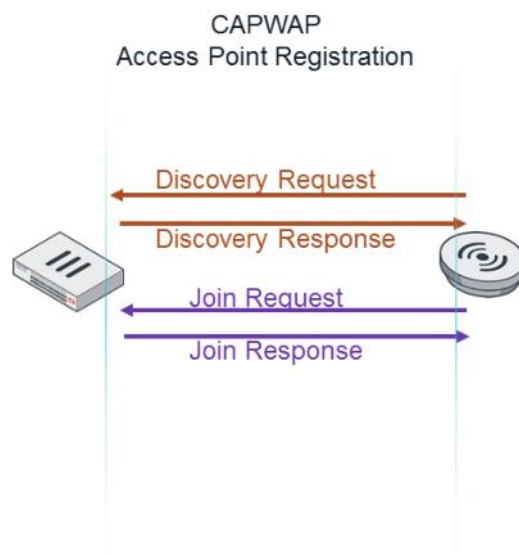 CAPWAP
Access Point Registration
Discovery Request
Discovery Response
Join Request
Join Response